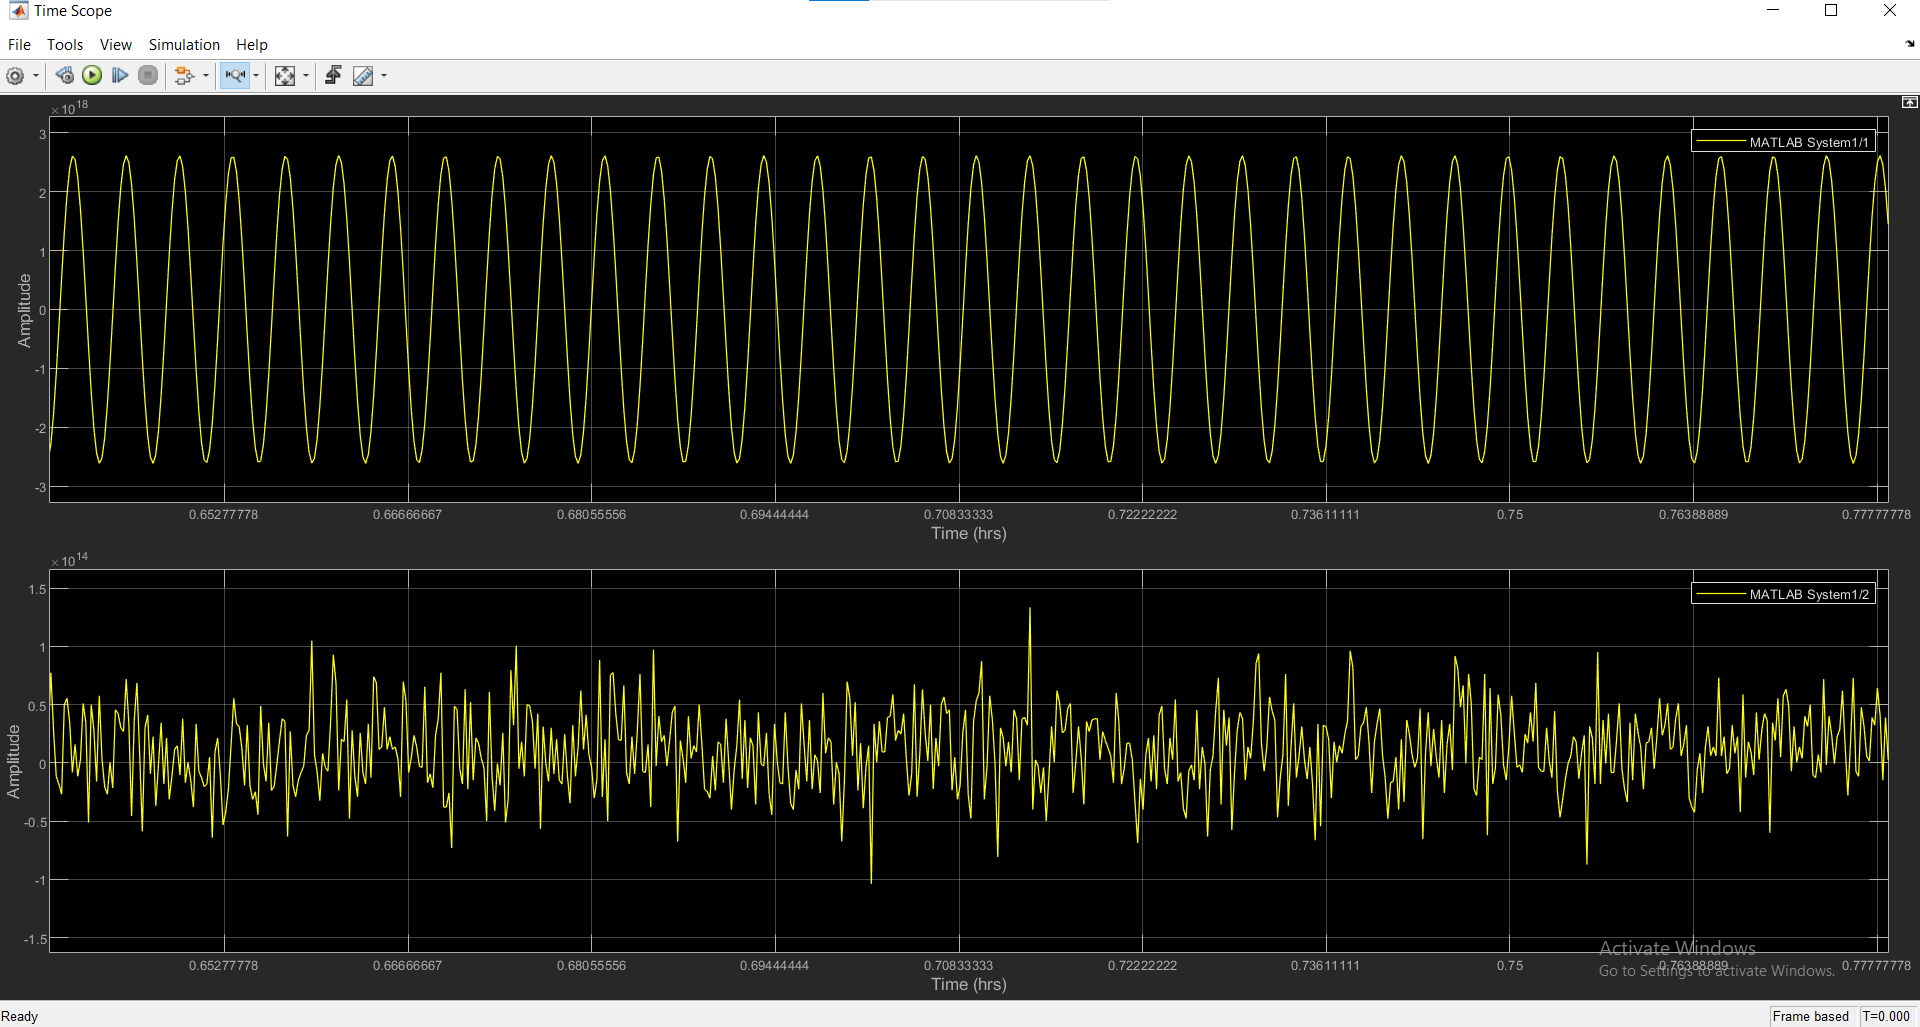 Time Scope
File Tools View Simulation Help
×10^18
3
2
1
0
-1
-2
-3
Amplitude
MATLAB System1/1
0.65277778 0.66666667 0.68055556 0.69444444 0.70833333 0.72222222 0.73611111 0.75 0.76388889 0.77777778
Time (hrs)
×10^14
1.5
1
0.5
0
-0.5
-1
-1.5
Amplitude
MATLAB System1/2
0.65277778 0.66666667 0.68055556 0.69444444 0.70833333 0.72222222 0.73611111 0.75 0.76388889 0.77777778
Time (hrs)
Activate Windows
Go to Settings to activate Windows.
Ready
Frame based T=0.000